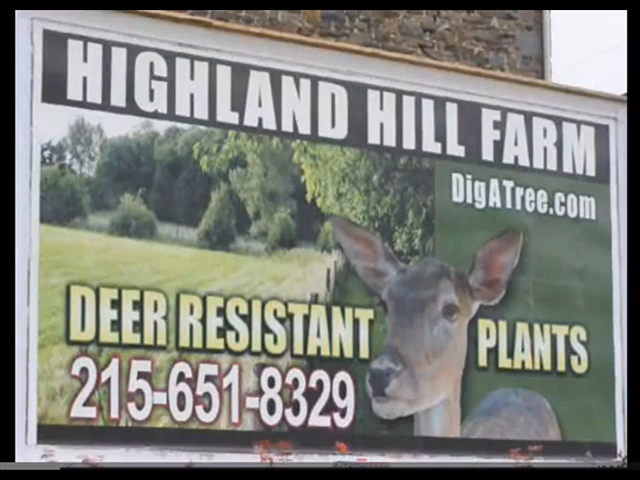 HIGHLAND HILL FARM
DigATree.com
DEER RESISTANT PLANTS
215-651-8329